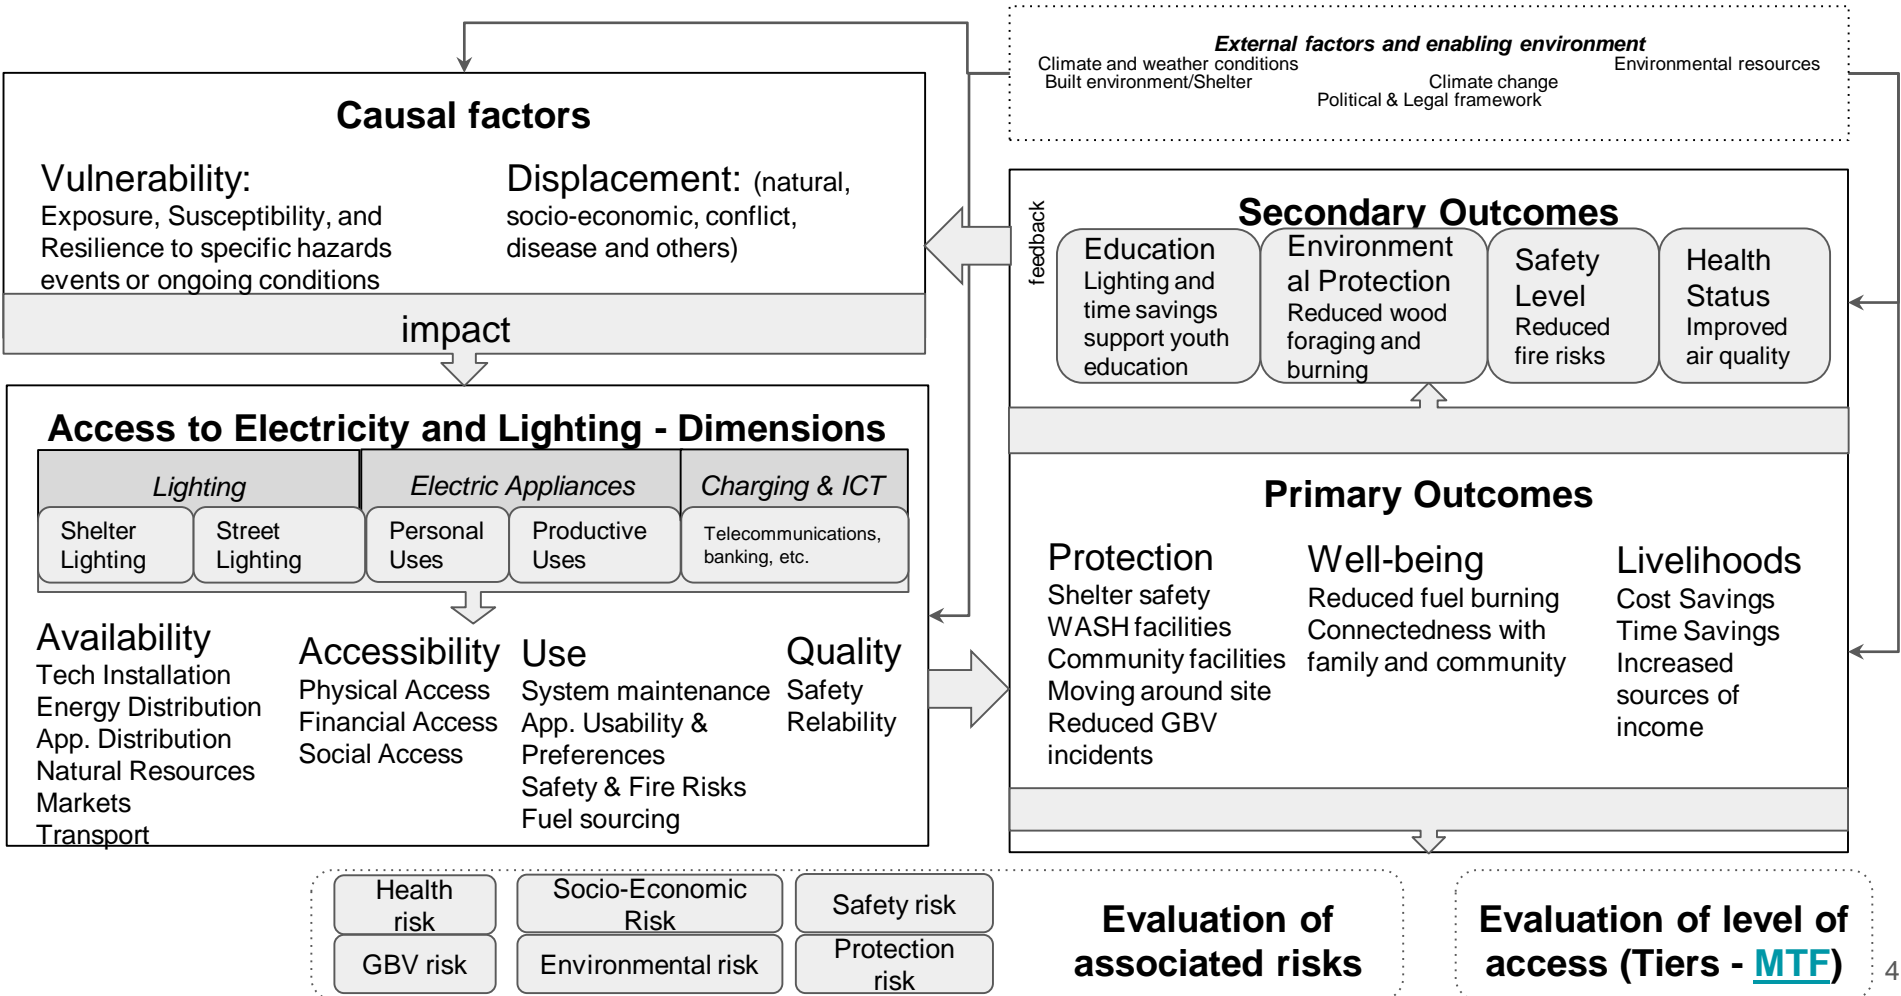 External factors and enabling environment
Climate and weather conditions
Environmental resources
Built environment/Shelter
Climate change
Political & Legal framework
Causal factors
Vulnerability:
Exposure, Susceptibility, and
Resilience to specific hazards
events or ongoing conditions
Displacement: (natural,
socio-economic, conflict,
disease and others)
impact
Access to Electricity and Lighting - Dimensions
Lighting
Electric Appliances
Charging & ICT
Shelter
Lighting
Street
Lighting
Personal
Uses
Productive
Uses
Telecommunications,
banking, etc.
Availability
Tech Installation
Energy Distribution
App. Distribution
Natural Resources
Markets
Transport
Accessibility
Physical Access
Financial Access
Social Access
Use
System maintenance
App. Usability &
Preferences
Safety & Fire Risks
Fuel sourcing
Quality
Safety
Relability
feedback
Secondary Outcomes
Education
Lighting and
time savings
support youth
education
Environment
al Protection
Reduced wood
foraging and
burning
Safety
Level
Reduced
fire risks
Health
Status
Improved
air quality
Primary Outcomes
Protection
Shelter safety
WASH facilities
Community facilities
Moving around site
Reduced GBV
incidents
Well-being
Reduced fuel burning
Connectedness with
family and community
Livelihoods
Cost Savings
Time Savings
Increased
sources of
income
Health
risk
Socio-Economic
Risk
Safety risk
GBV risk
Environmental risk
Protection
risk
Evaluation of
associated risks
Evaluation of level of
access (Tiers - MTF)
4